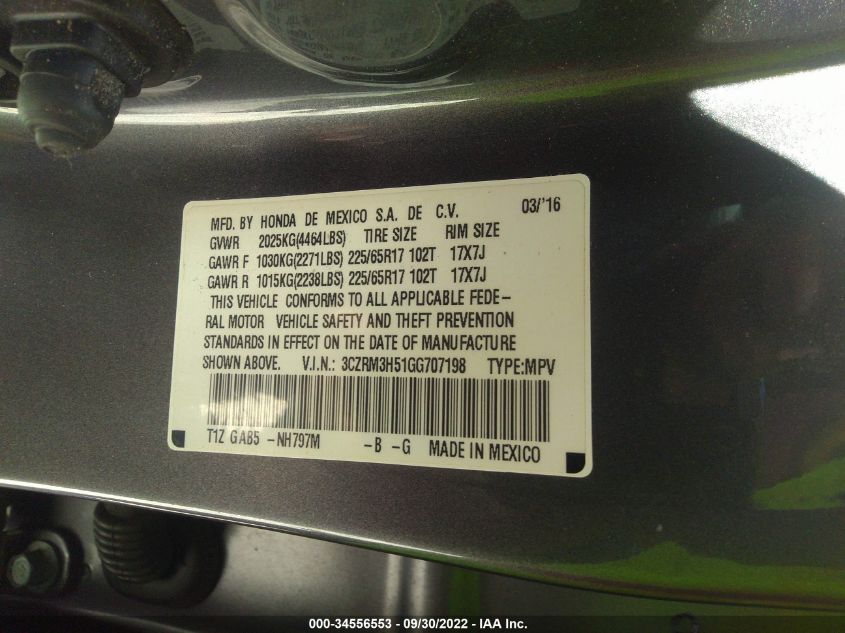 MFD. BY HONDA DE MEXICO S.A. DE C.V. 03/'16
GVWR 2025KG(4464LBS) TIRE SIZE RIM SIZE
GAWR F 1030KG(2271LBS) 225/65R17 102T 17X7J
GAWR R 1015KG(2238LBS) 225/65R17 102T 17X7J
THIS VEHICLE CONFORMS TO ALL APPLICABLE FEDE-
RAL MOTOR VEHICLE SAFETY AND THEFT PREVENTION
STANDARDS IN EFFECT ON THE DATE OF MANUFACTURE
SHOWN ABOVE. V.I.N.: 3CZRM3H51GG707198 TYPE:MPV
T1Z GAB5 -NH797M -B -G MADE IN MEXICO
000-34556553 - 09/30/2022 - IAA Inc.